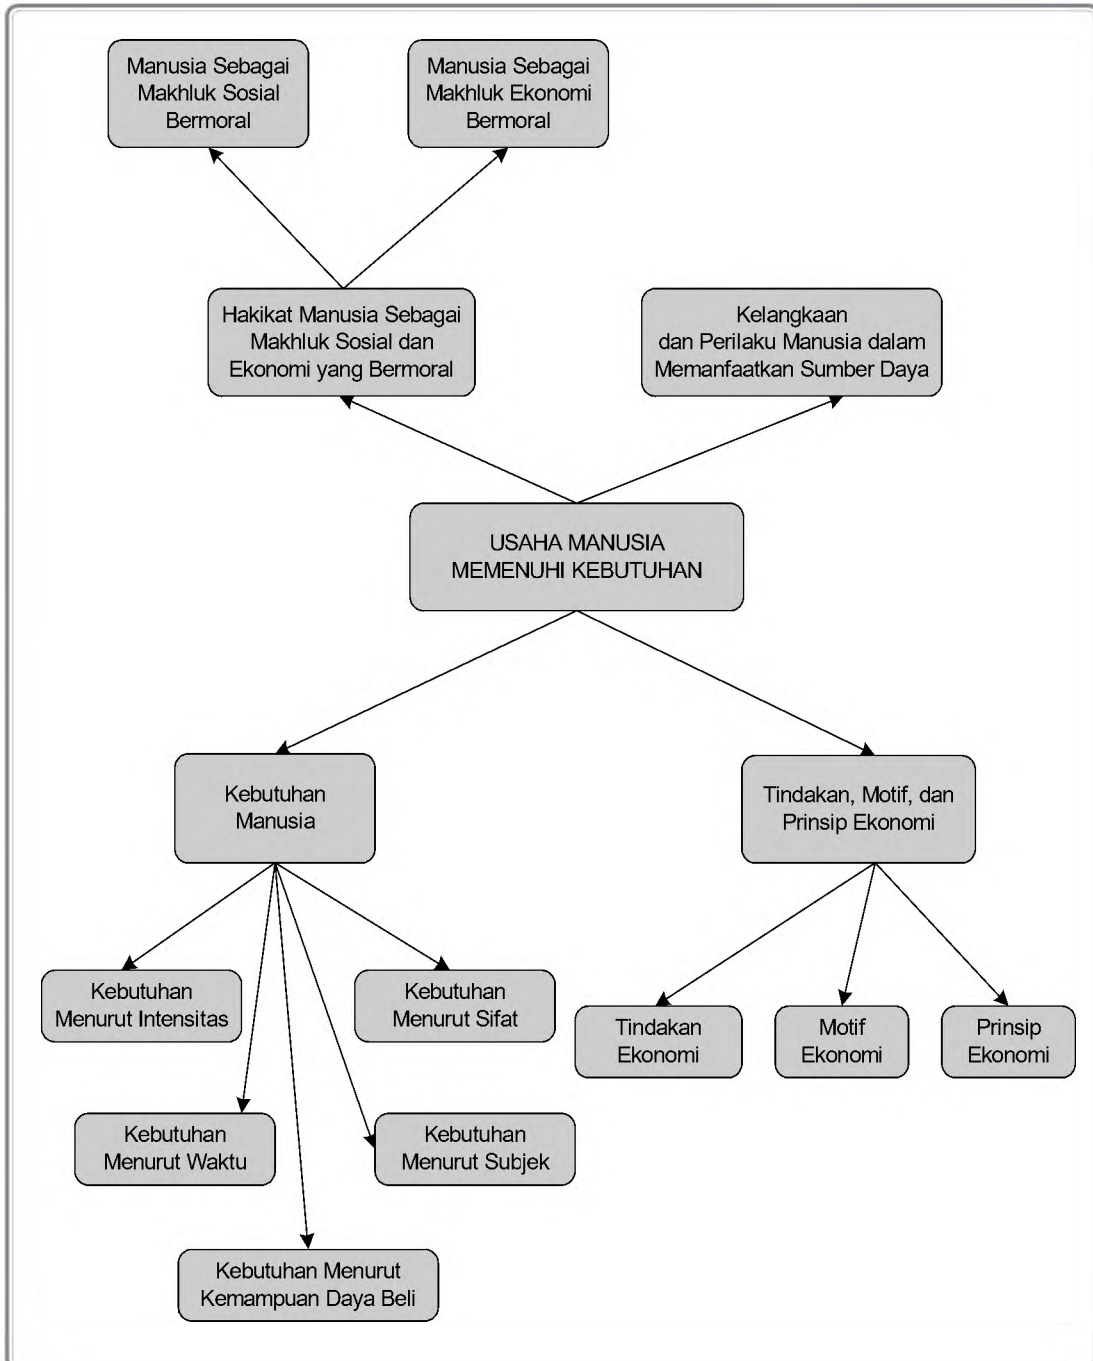 Manusia Sebagai
Makhluk Sosial
Bermoral
Manusia Sebagai
Makhluk Ekonomi
Bermoral
Hakikat Manusia Sebagai
Makhluk Sosial dan
Ekonomi yang Bermoral
Kelangkaan
dan Perilaku Manusia dalam
Memanfaatkan Sumber Daya
USAHA MANUSIA
MEMENUHI KEBUTUHAN
Kebutuhan
Manusia
Tindakan, Motif, dan
Prinsip Ekonomi
Kebutuhan
Menurut Intensitas
Kebutuhan
Menurut Sifat
Tindakan
Ekonomi
Motif
Ekonomi
Prinsip
Ekonomi
Kebutuhan
Menurut Waktu
Kebutuhan
Menurut Subjek
Kebutuhan Menurut
Kemampuan Daya Beli